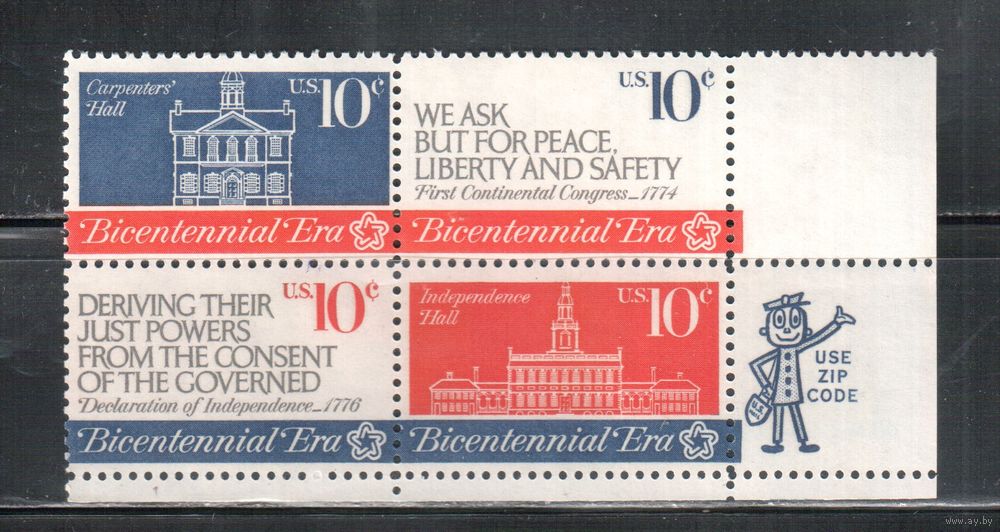 Carpenters'
Hall
U.S. 10¢
Bicentennial Era
U.S. 10¢
WE ASK
BUT FOR PEACE,
LIBERTY AND SAFETY
First Continental Congress_1774
Bicentennial Era
U.S. 10¢
DERIVING THEIR
JUST POWERS
FROM THE CONSENT
OF THE GOVERNED
Declaration of Independence_1776
Bicentennial Era
Independence
Hall
U.S. 10¢
Bicentennial Era
USE
ZIP
CODE
www.ay.by